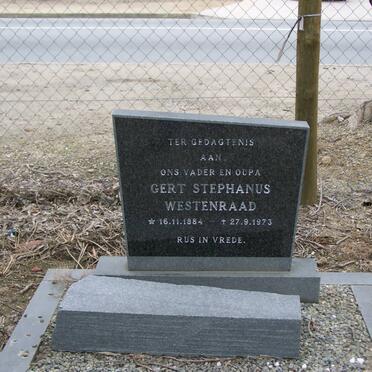 TER GEDAGTENIS
AAN
ONS VADER EN OUPA
GERT STEPHANUS
WESTENRAAD
* 16.11.1884 – † 27.9.1973
RUS IN VREDE.